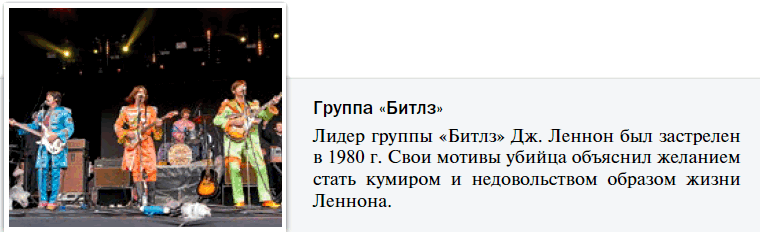 Группа «Битлз»
Лидер группы «Битлз» Дж. Леннон был застрелен
в 1980 г. Свои мотивы убийца объяснил желанием
стать кумиром и недовольством образом жизни
Леннона.